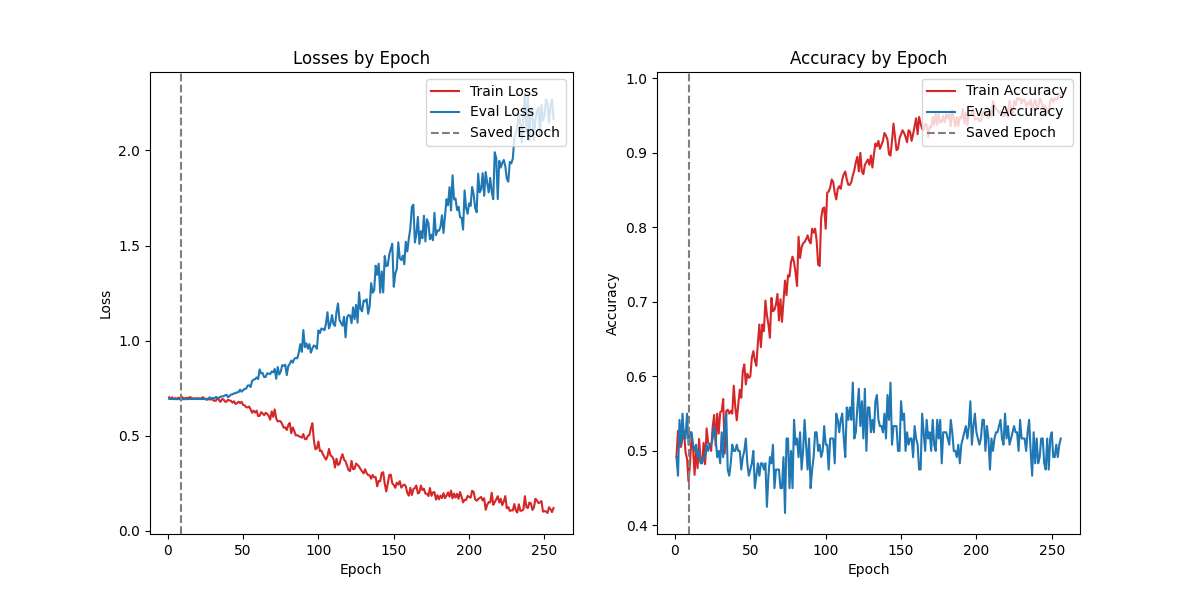 Losses by Epoch
Train Loss
Eval Loss
Saved Epoch
2.0
1.5
1.0
0.5
0.0
Loss
0
50
100
150
200
250
Epoch
Accuracy by Epoch
Train Accuracy
Eval Accuracy
Saved Epoch
1.0
0.9
0.8
0.7
0.6
0.5
0.4
Accuracy
0
50
100
150
200
250
Epoch